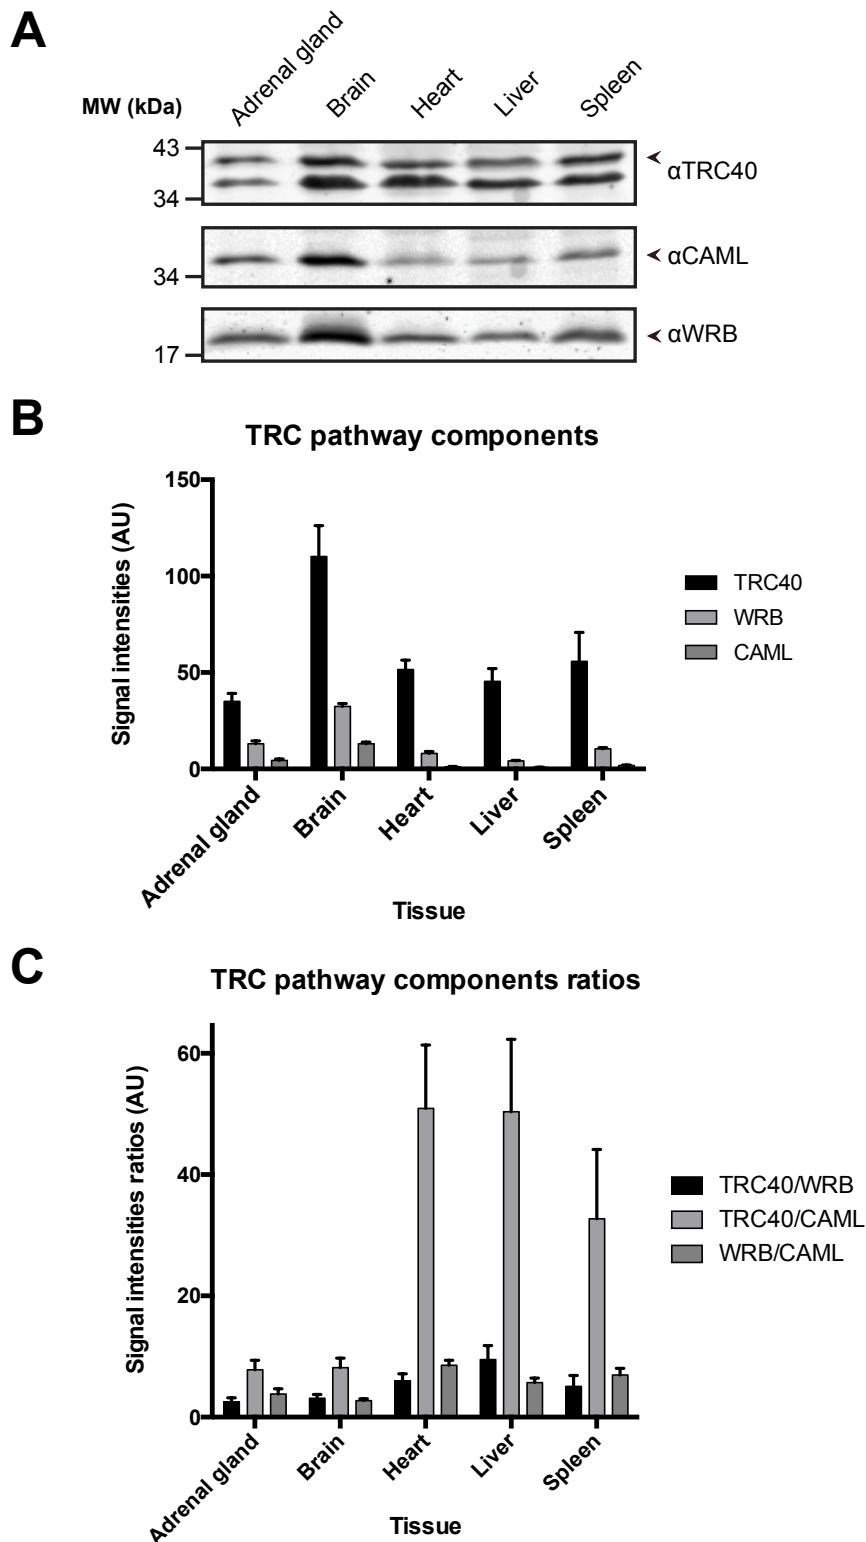 A
MW (kDa)
Adrenal gland
Brain
Heart
Liver
Spleen
43
34
αTRC40
34
αCAML
17
αWRB
B
TRC pathway components
Signal intensities (AU)
150
100
50
0
TRC40
WRB
CAML
Adrenal gland
Brain
Heart
Liver
Spleen
Tissue
C
TRC pathway components ratios
Signal intensities ratios (AU)
60
40
20
0
TRC40/WRB
TRC40/CAML
WRB/CAML
Adrenal gland
Brain
Heart
Liver
Spleen
Tissue